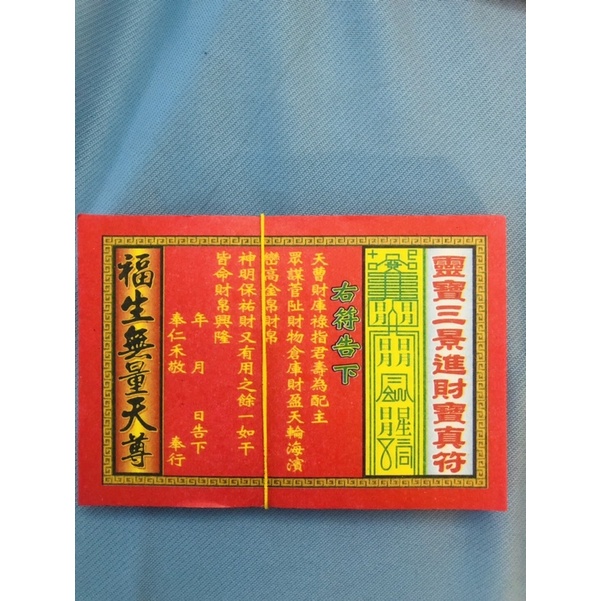 靈寶三景進財寶真符
右符告下
天曹財庫祿指君壽為配主
眾謀菅阯財物倉庫財盈天輪海濱
巒高金帛財帛
神明保祐財又有用之餘一如干
皆命財帛興隆
年 月 日告下
奉仁禾敬 奉行
福生無量天尊